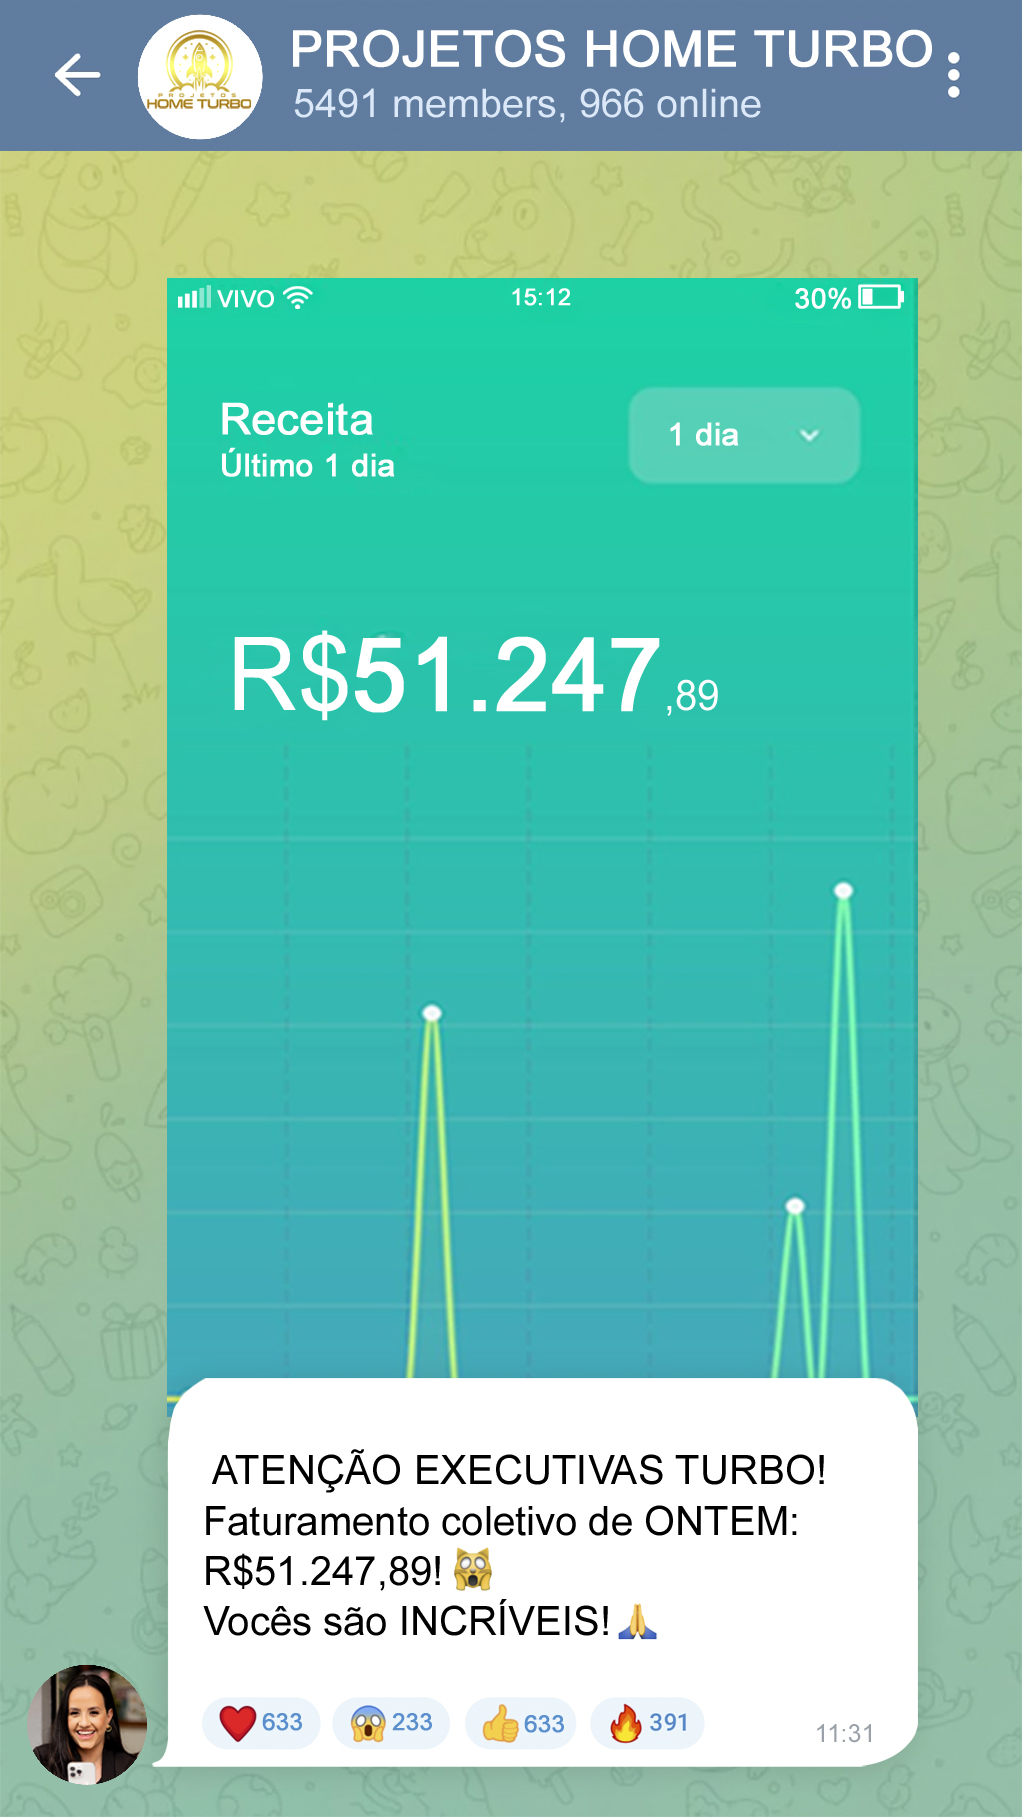 PROJETOS HOME TURBO
5491 members, 966 online
PROJETOS
HOME TURBO
VIVO 15:12 30%
Receita
Último 1 dia
1 dia
R$51.247,89
ATENÇÃO EXECUTIVAS TURBO!
Faturamento coletivo de ONTEM:
R$51.247,89! 🙀
Vocês são INCRÍVEIS! 🙏
❤️ 633 😱 233 👍 633 🔥 391
11:31